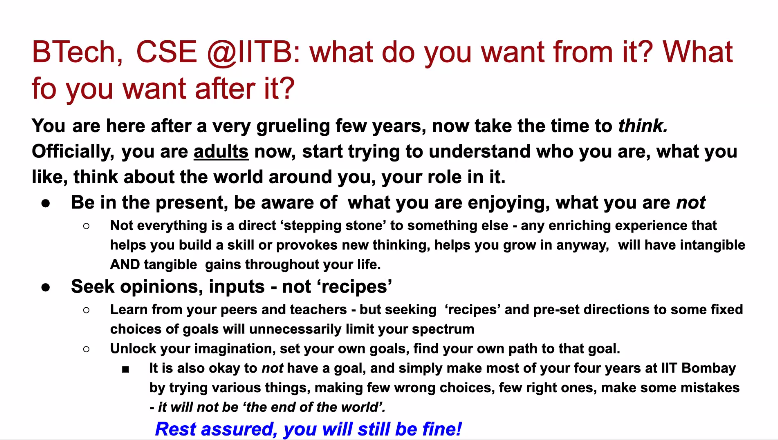 BTech, CSE @IITB: what do you want from it? What
fo you want after it?
You are here after a very grueling few years, now take the time to think.
Officially, you are adults now, start trying to understand who you are, what you
like, think about the world around you, your role in it.
● Be in the present, be aware of what you are enjoying, what you are not
○ Not everything is a direct ‘stepping stone’ to something else - any enriching experience that
helps you build a skill or provokes new thinking, helps you grow in anyway, will have intangible
AND tangible gains throughout your life.
● Seek opinions, inputs - not ‘recipes’
○ Learn from your peers and teachers - but seeking ‘recipes’ and pre-set directions to some fixed
choices of goals will unnecessarily limit your spectrum
○ Unlock your imagination, set your own goals, find your own path to that goal.
■ It is also okay to not have a goal, and simply make most of your four years at IIT Bombay
by trying various things, making few wrong choices, few right ones, make some mistakes
- it will not be ‘the end of the world’.
Rest assured, you will still be fine!